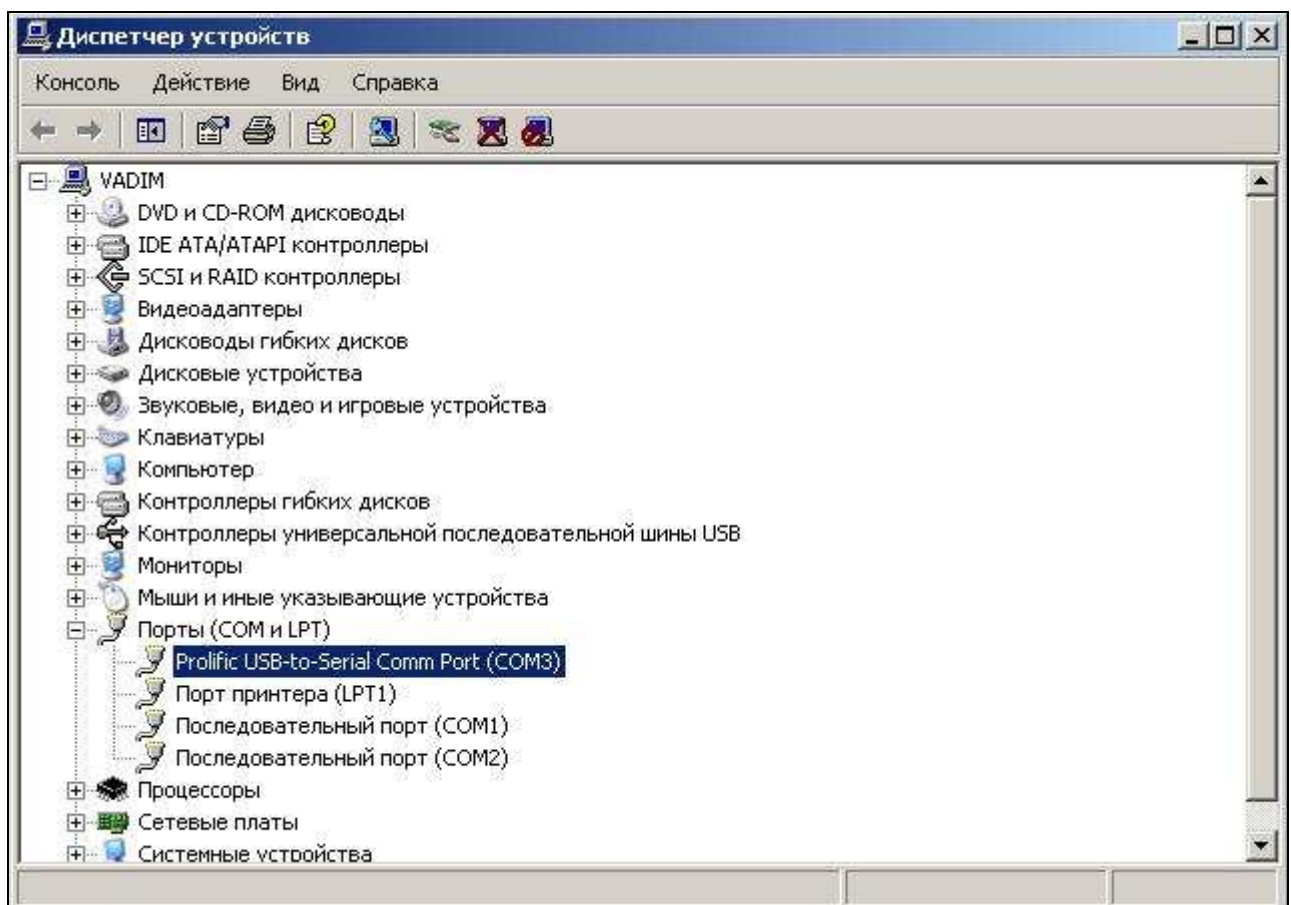 Диспетчер устройств
Консоль Действие Вид Справка
VADIM
DVD и CD-ROM дисководы
IDE ATA/ATAPI контроллеры
SCSI и RAID контроллеры
Видеоадаптеры
Дисководы гибких дисков
Дисковые устройства
Звуковые, видео и игровые устройства
Клавиатуры
Компьютер
Контроллеры гибких дисков
Контроллеры универсальной последовательной шины USB
Мониторы
Мыши и иные указывающие устройства
Порты (COM и LPT)
Prolific USB-to-Serial Comm Port (COM3)
Порт принтера (LPT1)
Последовательный порт (COM1)
Последовательный порт (COM2)
Процессоры
Сетевые платы
Системные устройства